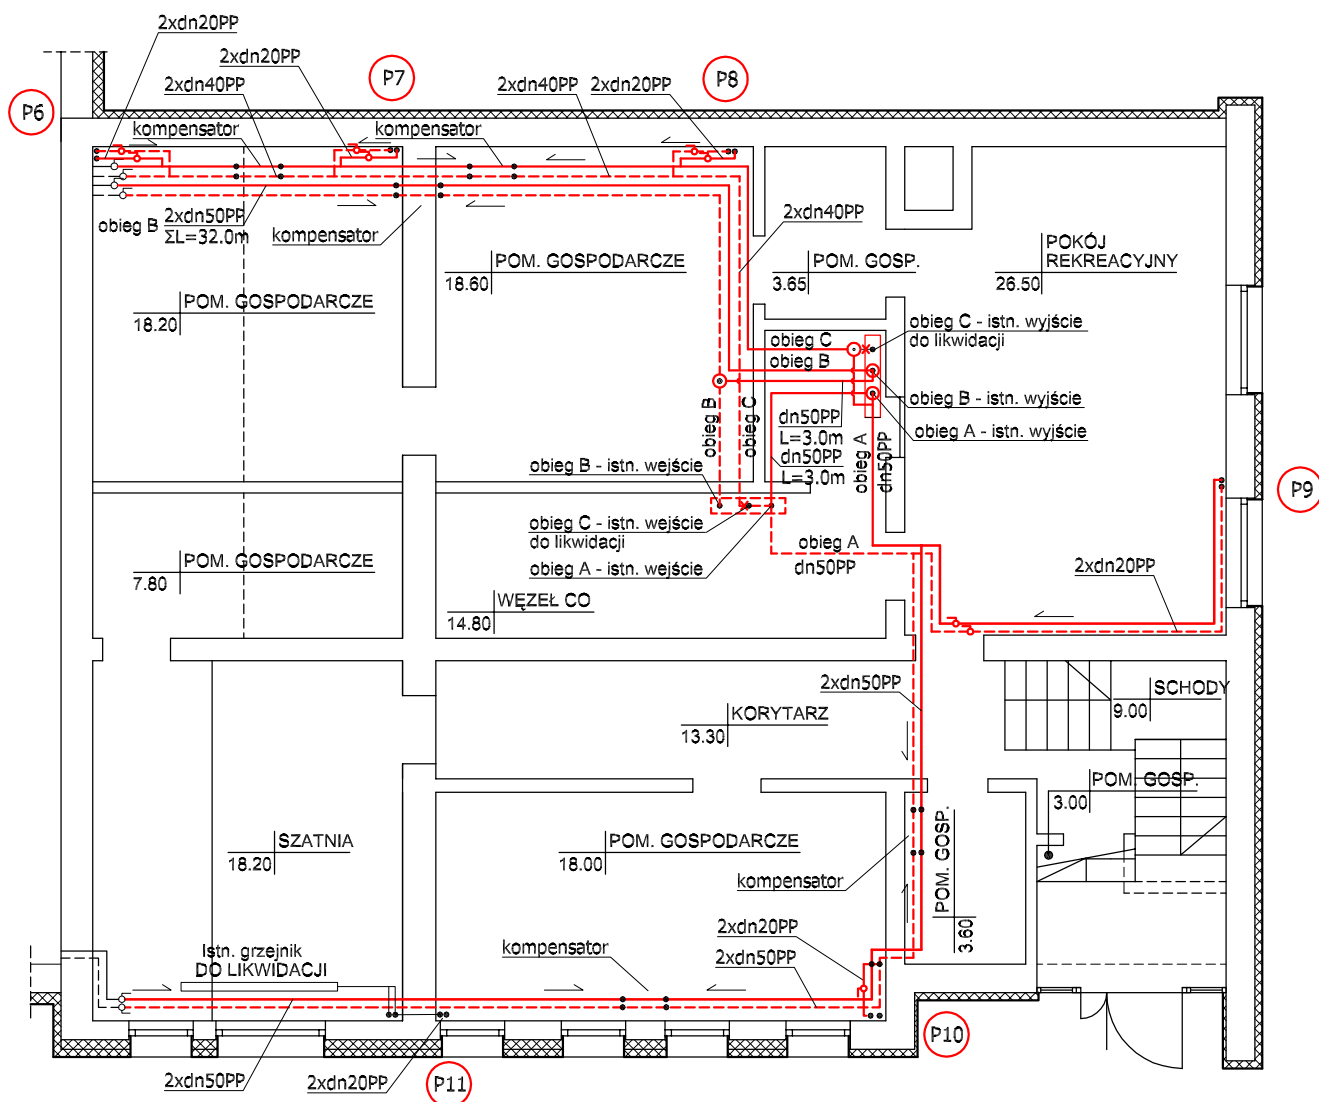 2xdn20PP
2xdn20PP
P7
P8
2xdn40PP
2xdn40PP
2xdn20PP
P6
kompensator
kompensator
2xdn40PP
obieg B
2xdn50PP
ΣL=32.0m
kompensator
POM. GOSPODARCZE
18.60
POM. GOSP.
3.65
POKÓJ
REKREACYJNY
26.50
POM. GOSPODARCZE
18.20
obieg C
obieg B
obieg C - istn. wyjście
do likwidacji
obieg B - istn. wyjście
obieg A - istn. wyjście
obieg B
obieg C
dn50PP
L=3.0m
dn50PP
L=3.0m
obieg A
dn50PP
obieg B - istn. wejście
P9
obieg C - istn. wejście
do likwidacji
obieg A - istn. wejście
obieg A
dn50PP
POM. GOSPODARCZE
7.80
WĘZEŁ CO
14.80
2xdn20PP
2xdn50PP
SCHODY
9.00
KORYTARZ
13.30
POM. GOSP.
3.00
SZATNIA
18.20
POM. GOSPODARCZE
18.00
kompensator
POM. GOSP.
3.60
2xdn20PP
2xdn50PP
kompensator
Istn. grzejnik
DO LIKWIDACJI
P10
2xdn50PP
2xdn20PP
P11